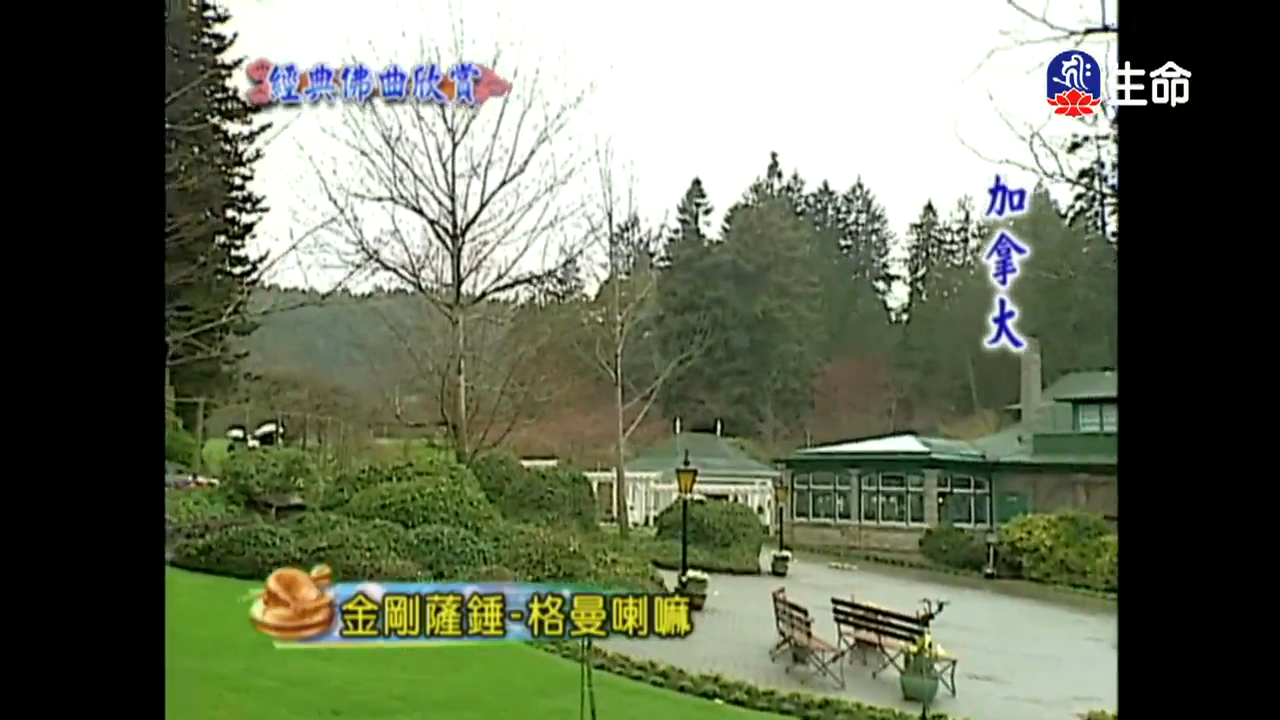 經典佛曲欣賞
生命
加拿大
金剛薩錘-格曼喇嘛